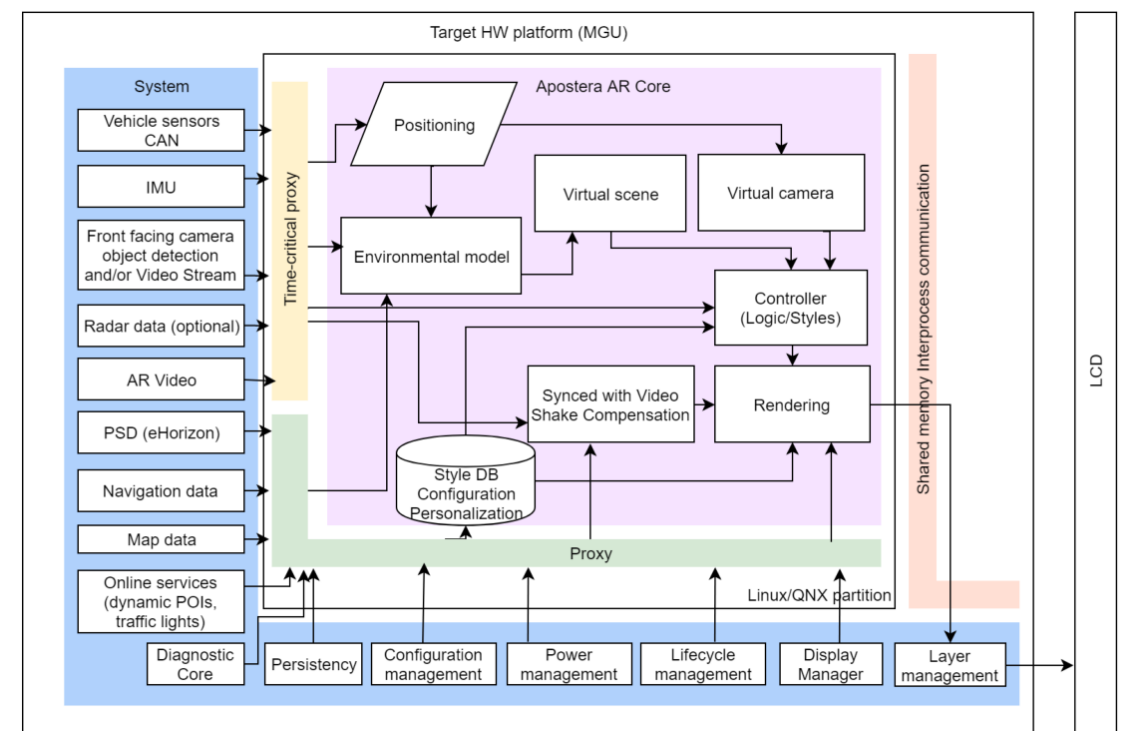 Target HW platform (MGU)
System
Vehicle sensors
CAN
IMU
Front facing camera
object detection
and/or Video Stream
Radar data (optional)
AR Video
PSD (eHorizon)
Navigation data
Map data
Online services
(dynamic POIs,
traffic lights)
Time-critical proxy
Apostera AR Core
Positioning
Virtual scene
Virtual camera
Environmental model
Controller
(Logic/Styles)
Synced with Video
Shake Compensation
Rendering
Style DB
Configuration
Personalization
Proxy
Linux/QNX partition
Shared memory Interprocess communication
LCD
Diagnostic
Core
Persistency
Configuration
management
Power
management
Lifecycle
management
Display
Manager
Layer
management